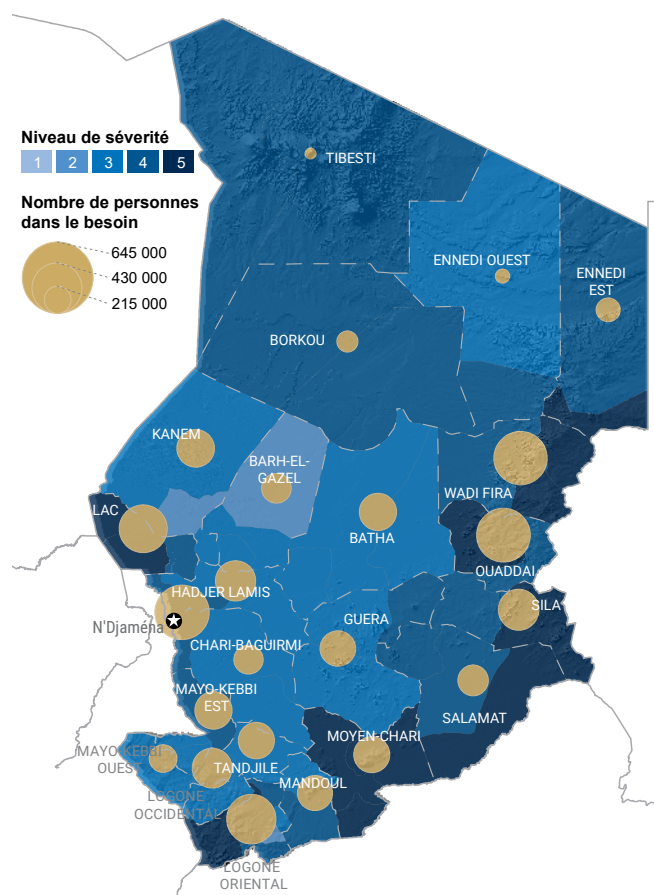 Niveau de sévérité
1 2 3 4 5
Nombre de personnes
dans le besoin
645 000
430 000
215 000
TIBESTI
ENNEDI OUEST
ENNEDI
EST
BORKOU
KANEM
BARH-EL-
GAZEL
WADI FIRA
LAC
BATHA
OUADDAI
HADJER LAMIS
SILA
GUERA
N'Djaména
CHARI-BAGUIRMI
MAYO-KEBBI
EST
SALAMAT
MOYEN-CHARI
MAYO-KEBBI
OUEST
TANDJILE
MANDOUL
LOGONE
OCCIDENTAL
LOGONE
ORIENTAL